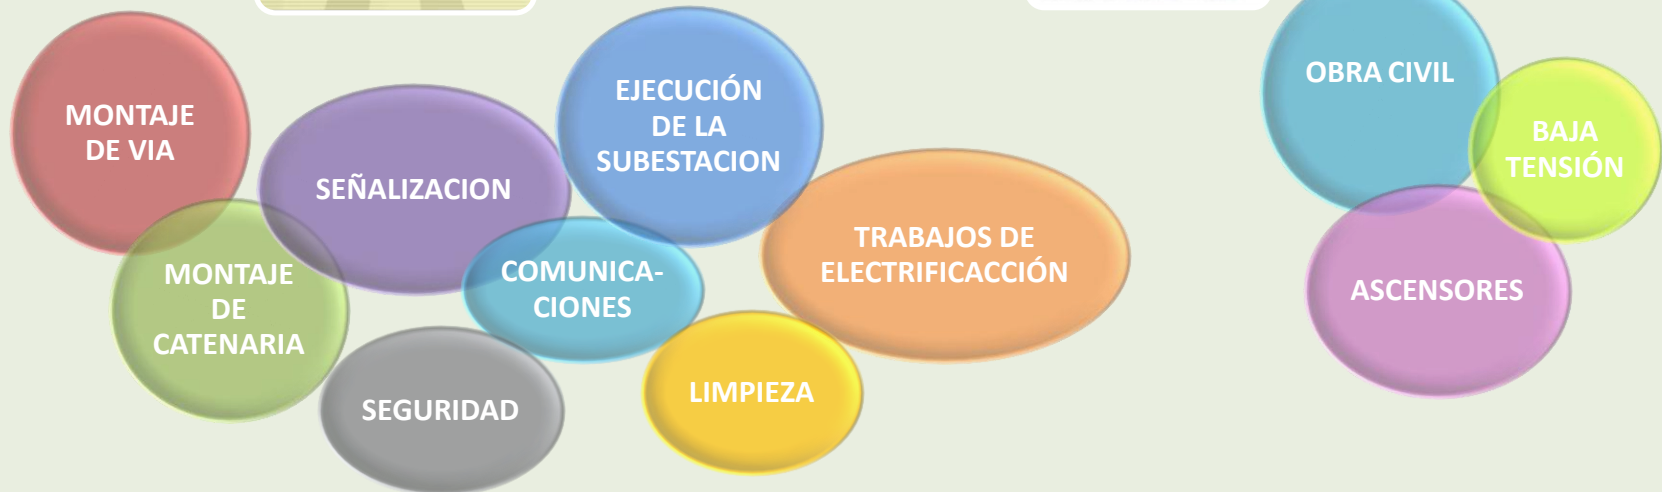 MONTAJE
DE VIA
SEÑALIZACION
EJECUCIÓN
DE LA
SUBESTACION
MONTAJE
DE
CATENARIA
COMUNICA-
CIONES
TRABAJOS DE
ELECTRIFICACCIÓN
SEGURIDAD
LIMPIEZA
OBRA CIVIL
BAJA
TENSIÓN
ASCENSORES